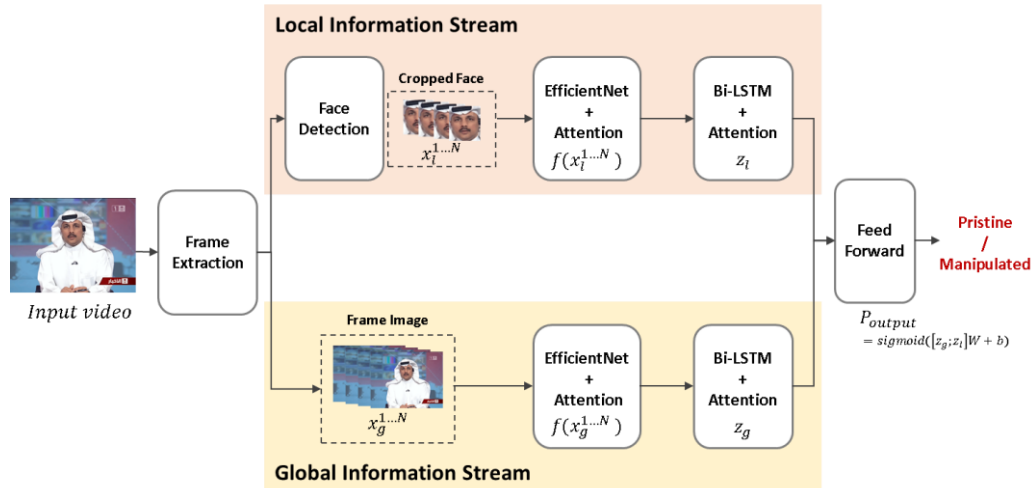 Local Information Stream
Face
Detection
Cropped Face
x_l^{1...N}
EfficientNet
+
Attention
f(x_l^{1...N})
Bi-LSTM
+
Attention
z_l
Input video
Frame
Extraction
Feed
Forward
Pristine
/
Manipulated
P_{output}
= sigmoid([z_g;z_l]W + b)
Frame Image
x_g^{1...N}
EfficientNet
+
Attention
f(x_g^{1...N})
Bi-LSTM
+
Attention
z_g
Global Information Stream